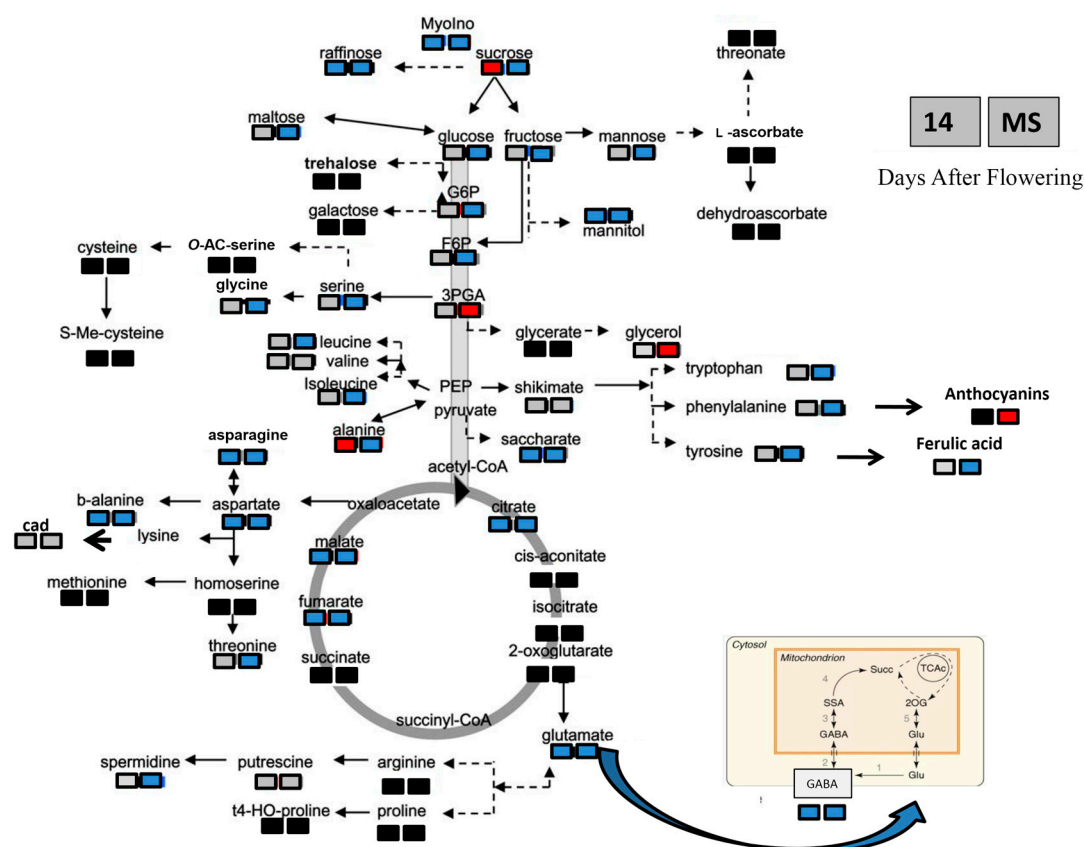 MyoIno
raffinose
sucrose
threonate
maltose
glucose
fructose
mannose
L -ascorbate
14
MS
Days After Flowering
trehalose
G6P
galactose
mannitol
dehydroascorbate
cysteine
O-AC-serine
F6P
glycine
serine
3PGA
S-Me-cysteine
leucine
valine
Isoleucine
glycerate
glycerol
tryptophan
PEP
pyruvate
shikimate
phenylalanine
Anthocyanins
alanine
saccharate
tyrosine
Ferulic acid
asparagine
acetyl-CoA
b-alanine
aspartate
oxaloacetate
citrate
cad
lysine
malate
cis-aconitate
methionine
homoserine
fumarate
isocitrate
threonine
succinate
2-oxoglutarate
succinyl-CoA
glutamate
spermidine
putrescine
arginine
t4-HO-proline
proline
Cytosol
Mitochondrion
4
Succ
TCAc
SSA
2OG
3
5
GABA
Glu
2
1
GABA
Glu